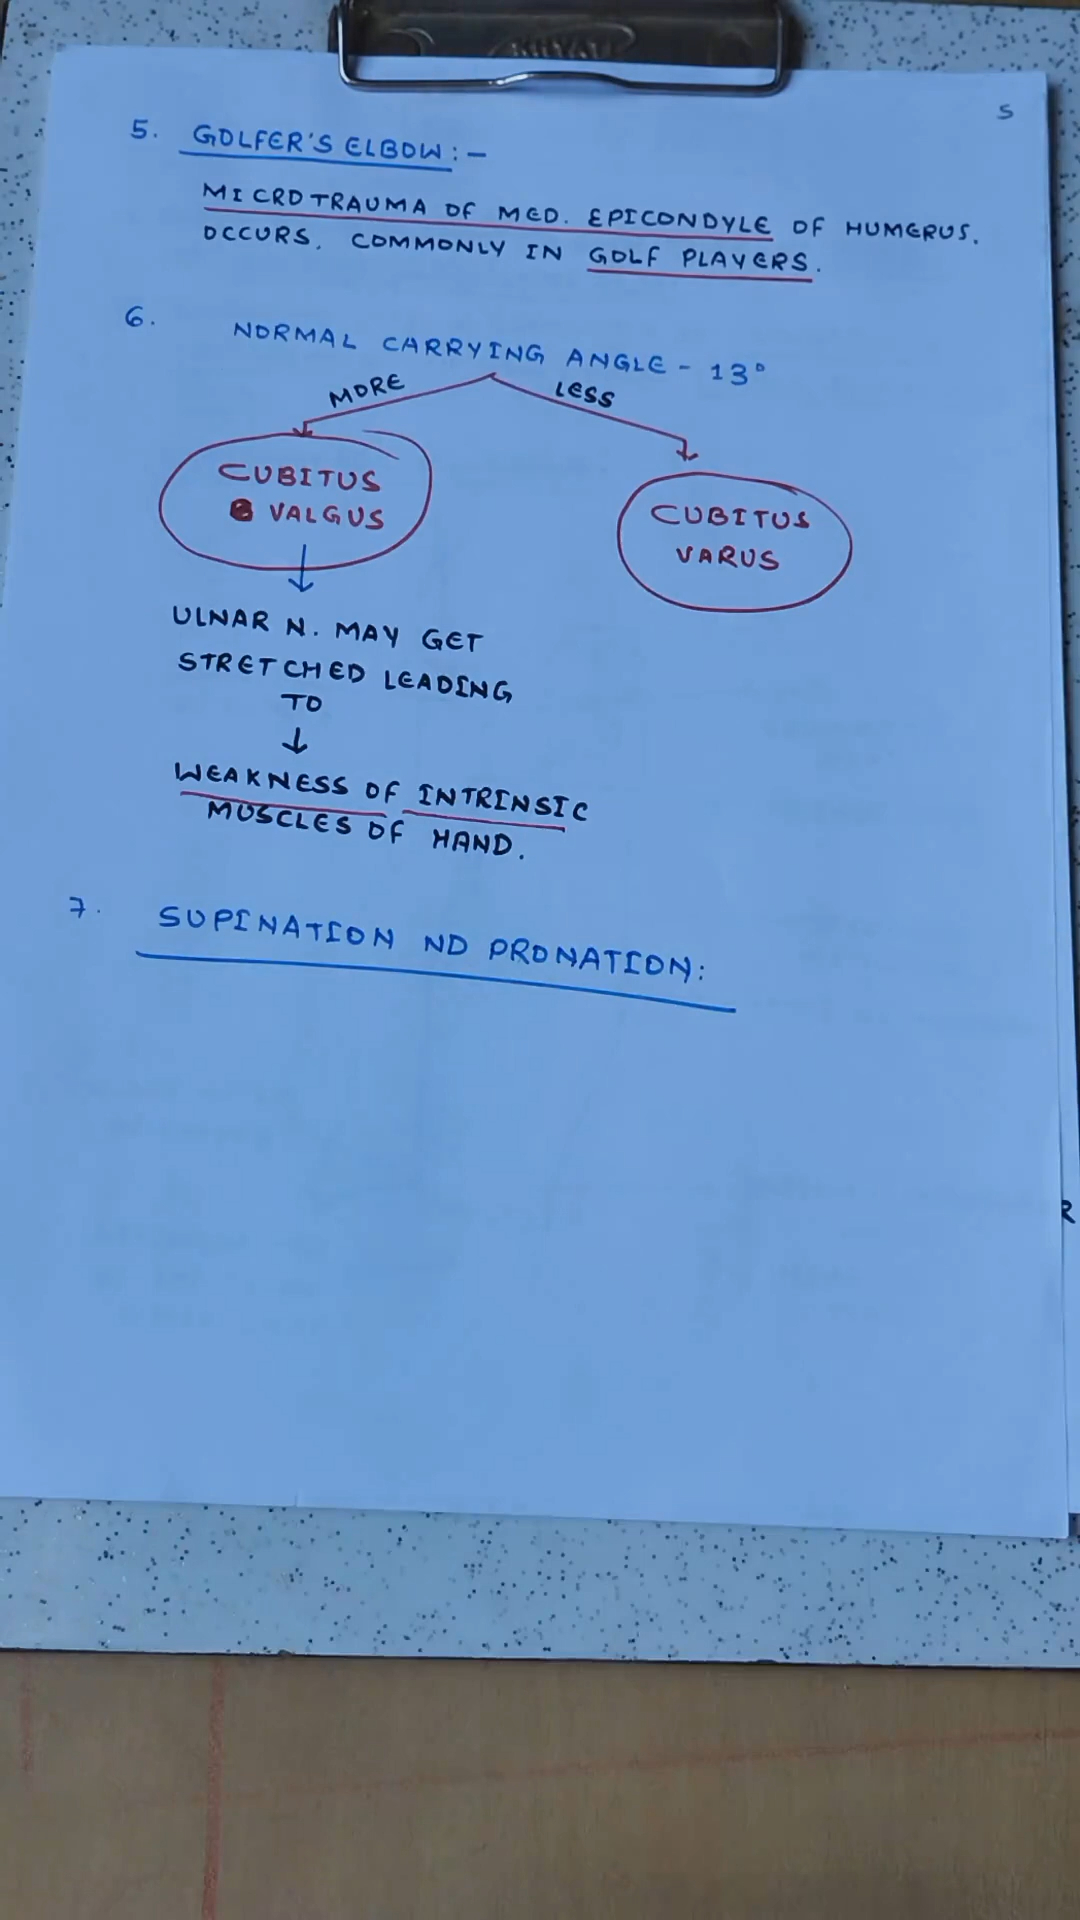 5
5. GOLFER'S ELBOW:-
MICROTRAUMA OF MED. EPICONDYLE OF HUMERUS.
OCCURS. COMMONLY IN GOLF PLAYERS.
6. NORMAL CARRYING ANGLE - 13°
MORE LESS
CUBITUS
VALGUS
CUBITUS
VARUS
ULNAR N. MAY GET
STRETCHED LEADING
TO
↓
WEAKNESS OF INTRINSIC
MUSCLES OF HAND.
7. SUPINATION ND PRONATION:
R